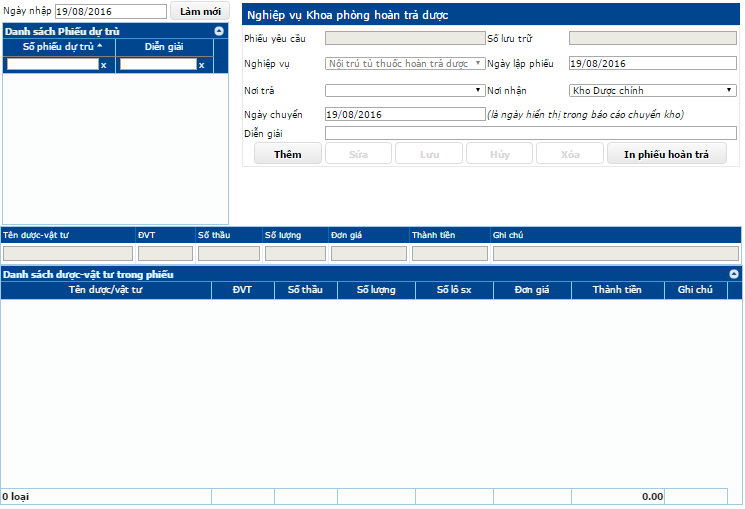 Ngày nhập 19/08/2016 Làm mới
Danh sách Phiếu dự trù
Số phiếu dự trù Diễn giải
x x
Nghiệp vụ Khoa phòng hoàn trả dược
Phiếu yêu cầu Số lưu trữ
Nghiệp vụ Nội trú tủ thuốc hoàn trả dược Ngày lập phiếu 19/08/2016
Nơi trả Nơi nhận Kho Dược chính
Ngày chuyển 19/08/2016 (là ngày hiển thị trong báo cáo chuyển kho)
Diễn giải
Thêm Sửa Lưu Hủy Xóa In phiếu hoàn trả
Tên dược-vật tư ĐVT Số thầu Số lượng Đơn giá Thành tiền Ghi chú
Danh sách dược-vật tư trong phiếu
Tên dược/vật tư ĐVT Số thầu Số lượng Số lô sx Đơn giá Thành tiền Ghi chú
0 loại 0.00